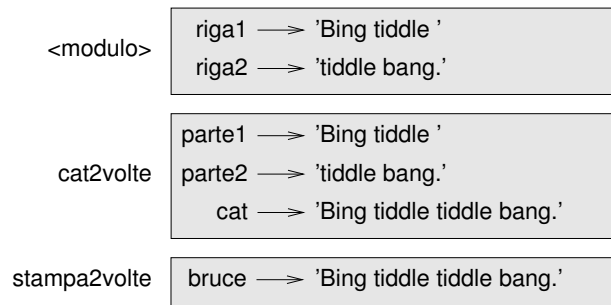 <modulo>
riga1 → 'Bing tiddle '
riga2 → 'tiddle bang.'
cat2volte
parte1 → 'Bing tiddle '
parte2 → 'tiddle bang.'
cat → 'Bing tiddle tiddle bang.'
stampa2volte
bruce → 'Bing tiddle tiddle bang.'